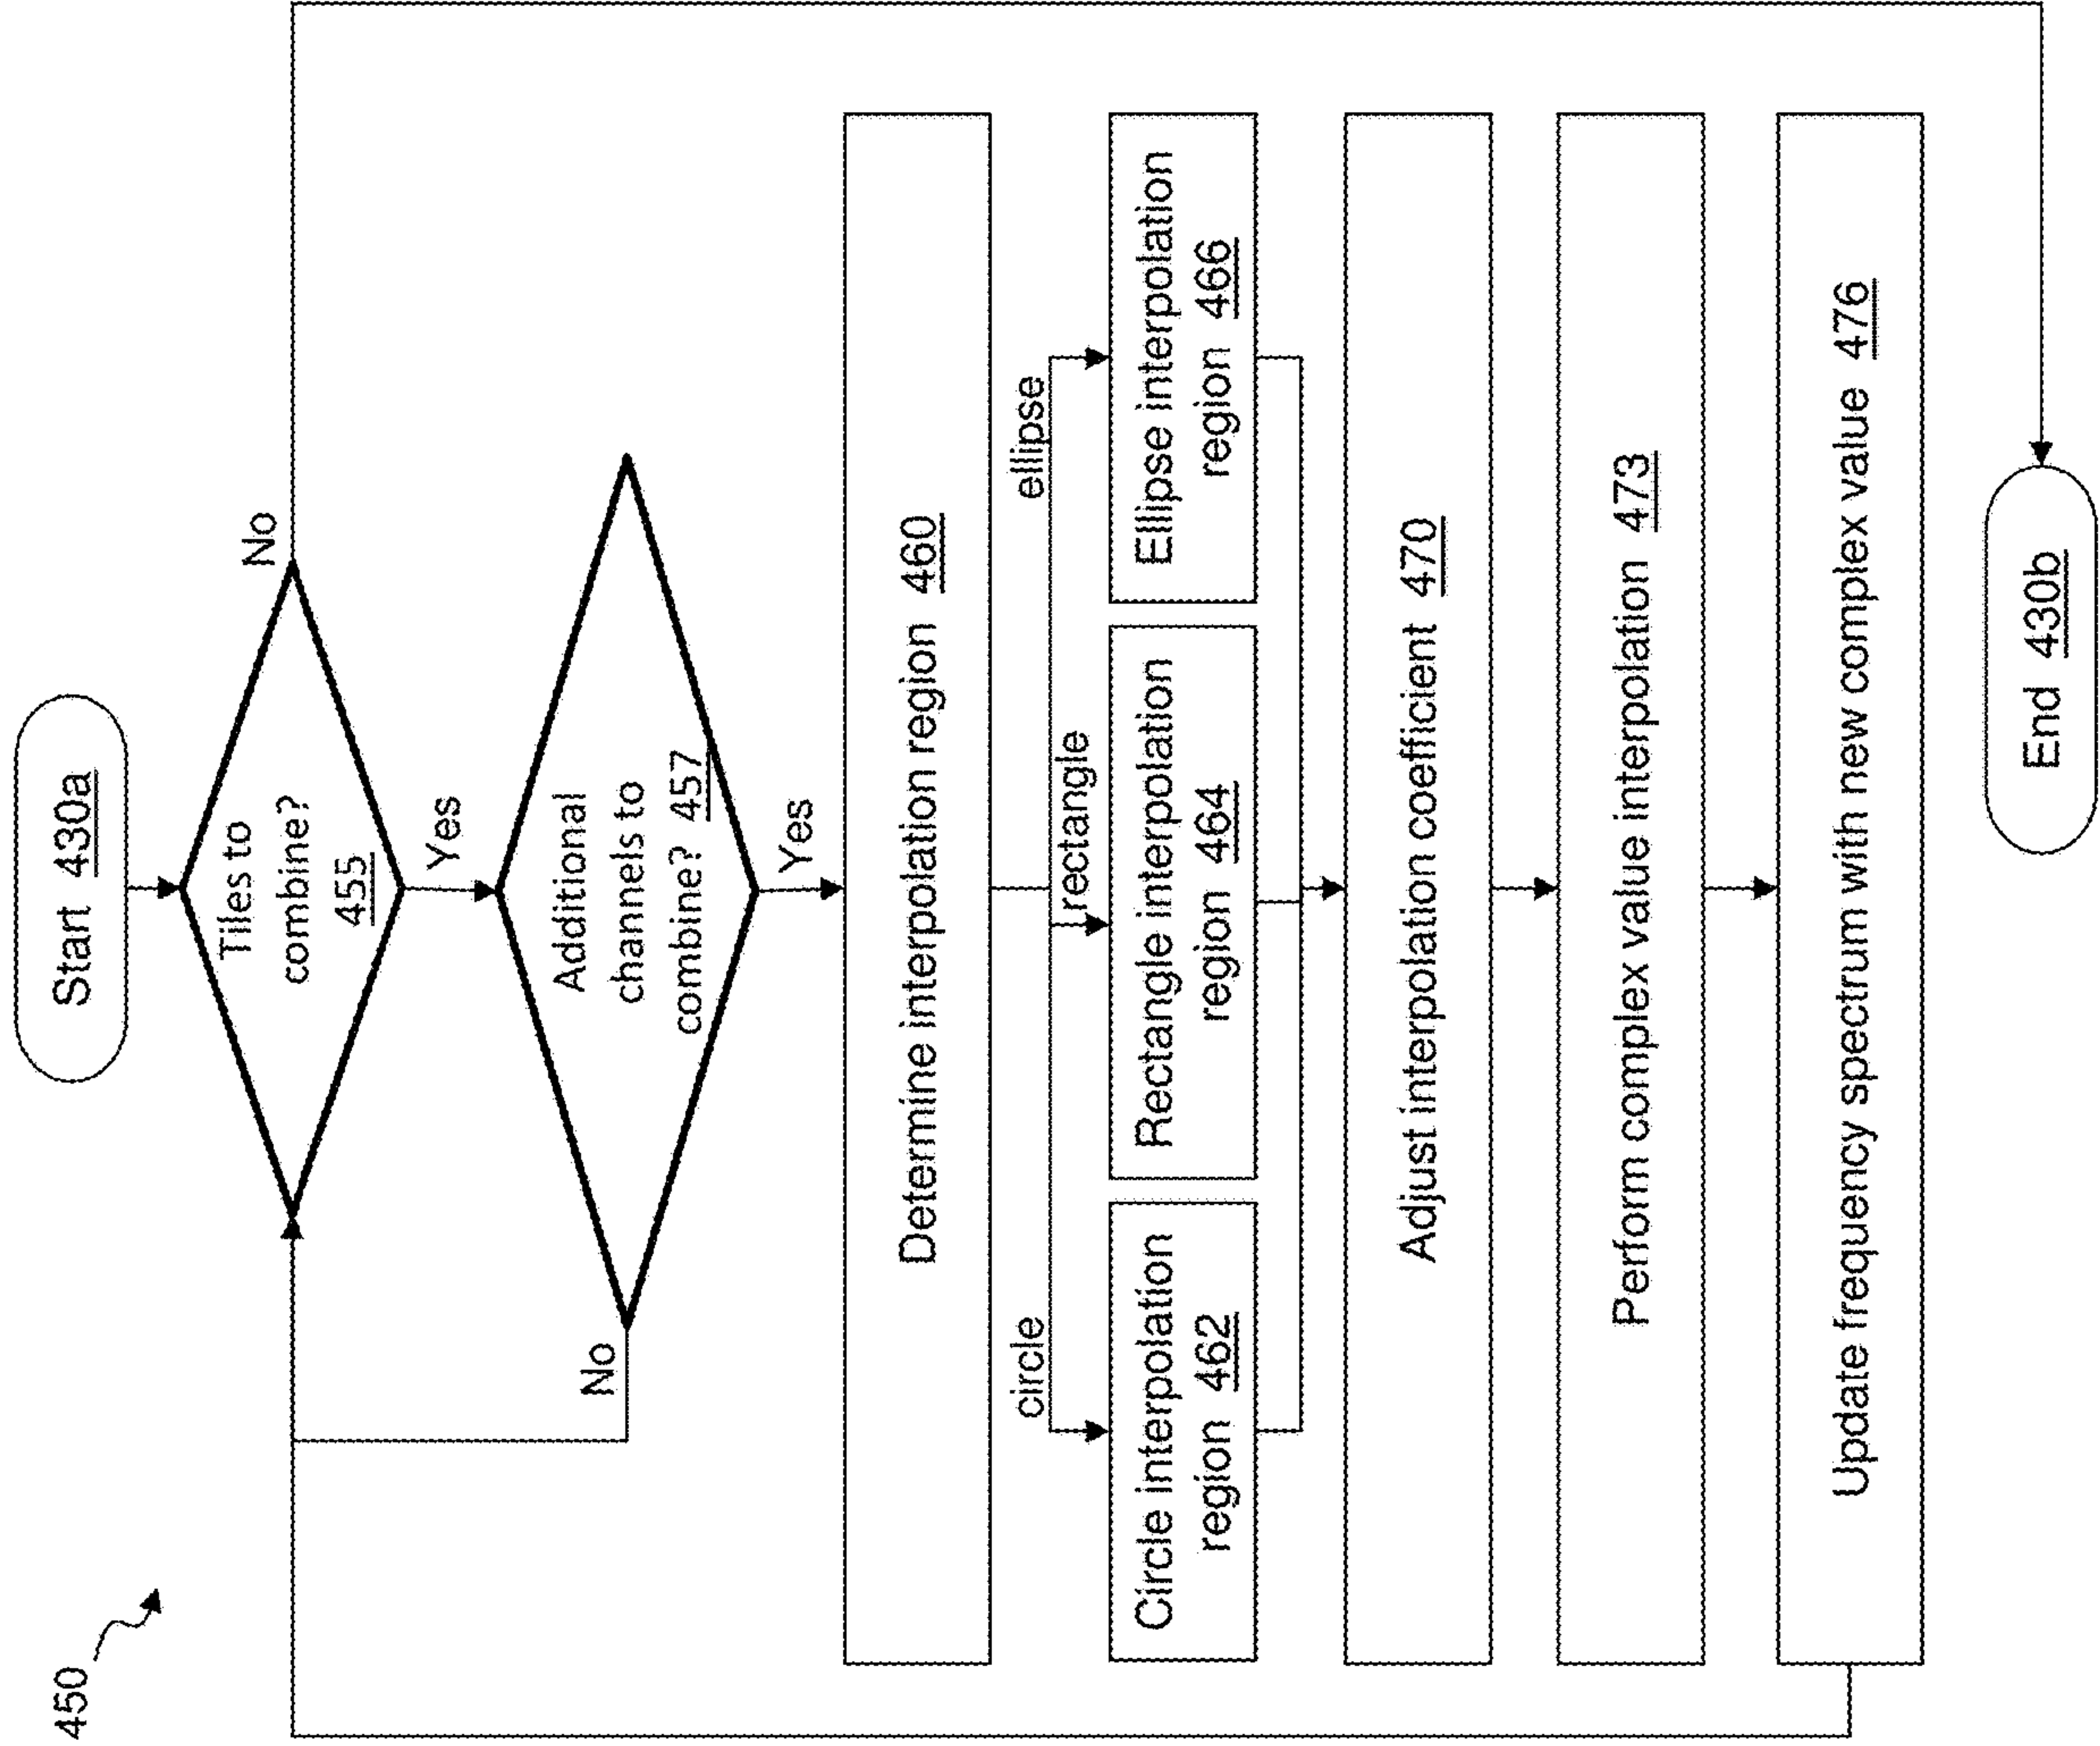 450
Start 430a
Tiles to
combine?
455
No
Yes
Additional
channels to
combine? 457
No
Yes
Determine interpolation region 460
circle
rectangle
ellipse
Circle interpolation
region 462
Rectangle interpolation
region 464
Ellipse interpolation
region 466
Adjust interpolation coefficient 470
Perform complex value interpolation 473
Update frequency spectrum with new complex value 476
End 430b